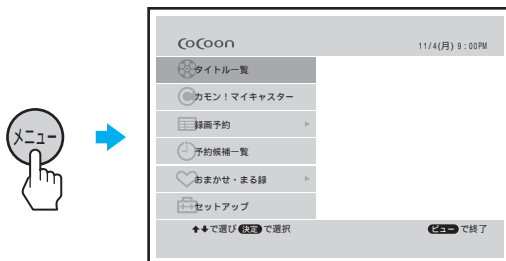 CoCoon
11/4(月) 9:00PM
タイトル一覧
カモン!マイキャスター
録画予約
予約候補一覧
メニュー
おまかせ・まる録
セットアップ
↑↓で選び 決定 で選択
ビュー で終了